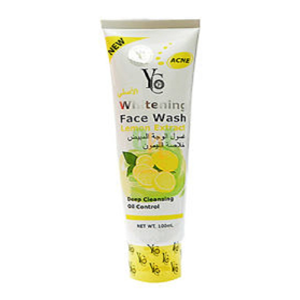 NEW
ACNE
YC
الأصلي
Whitening
Face Wash
Lemon Extract
غسول الوجه المبيض
خلاصة الليمون
Deep Cleansing
Oil Control
NET WT. 100mL